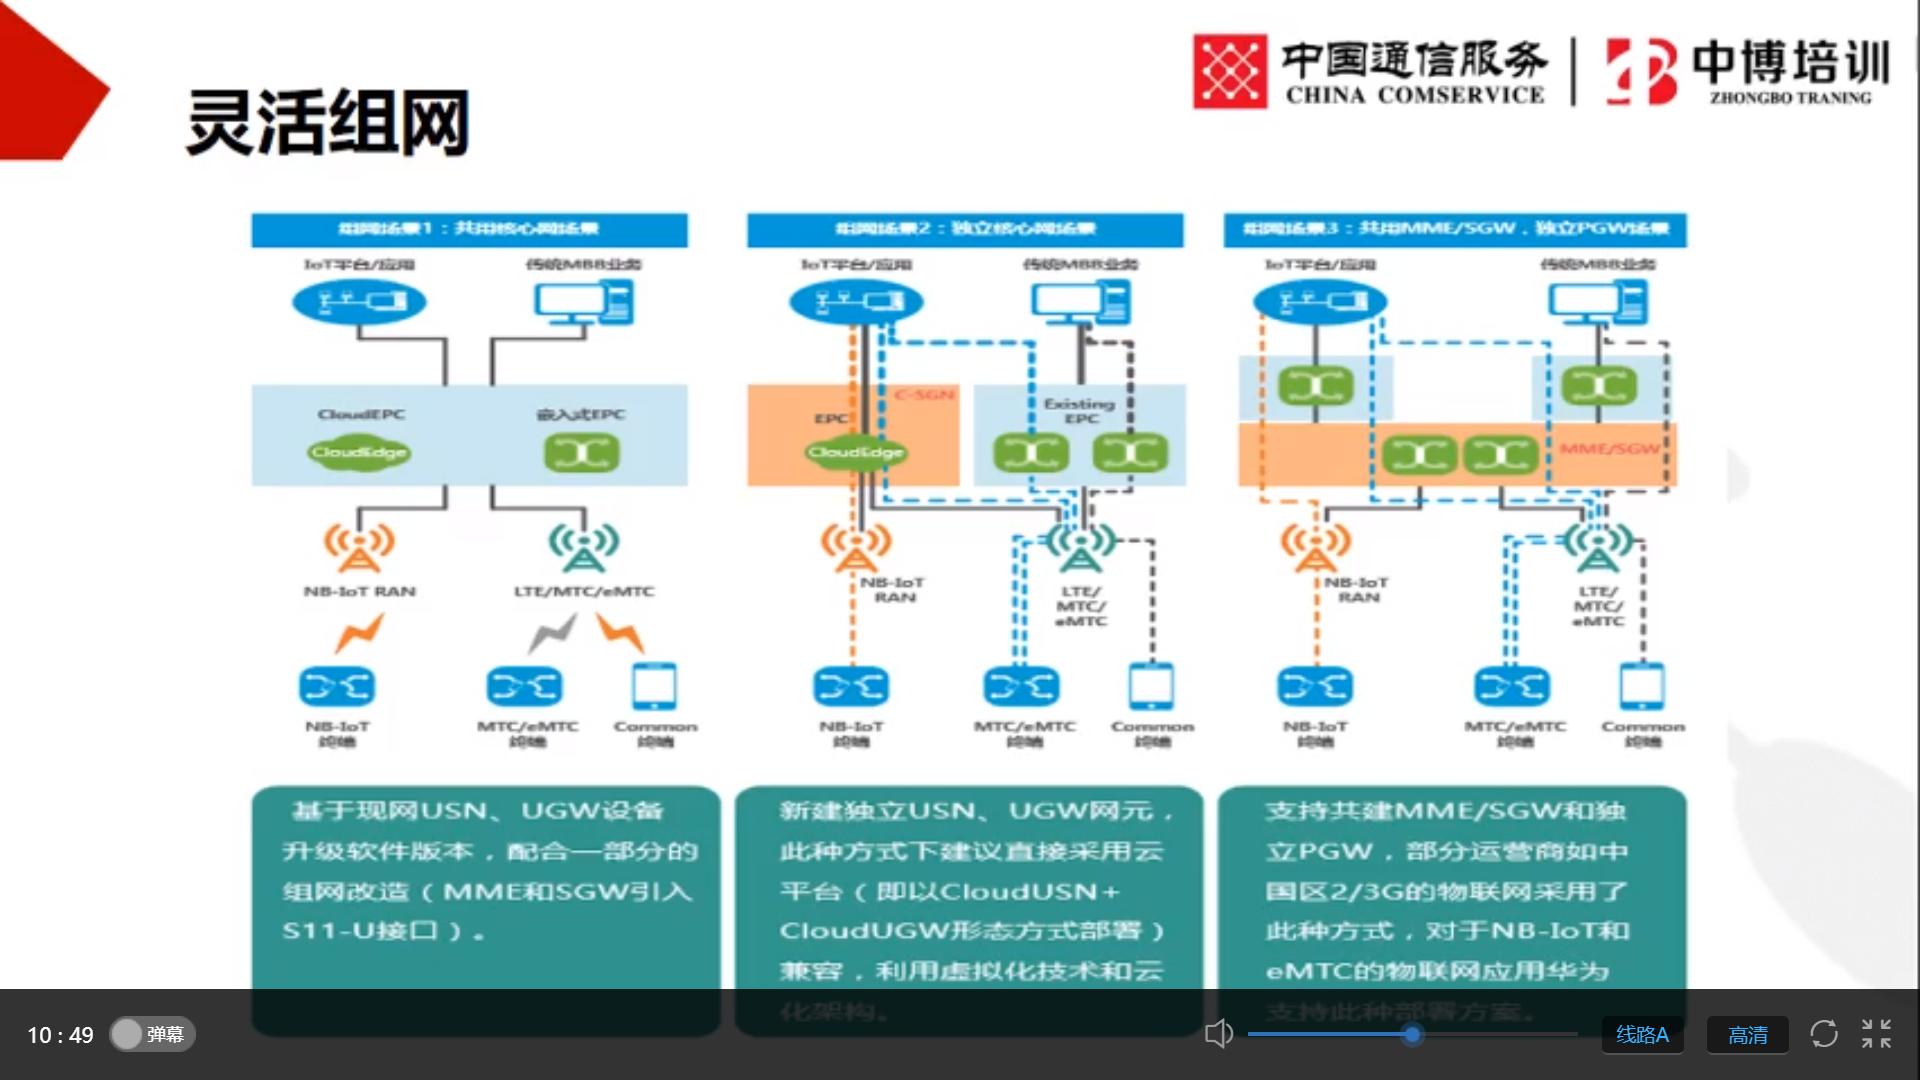 中国通信服务
CHINA COMSERVICE
中博培训
ZHONGBO TRANING
灵活组网
组网场景1：共用核心网场景
IoT平台/应用
传统MBB业务
CloudEPC
嵌入式EPC
CloudEdge
NB-IoT RAN
LTE/MTC/eMTC
NB-IoT
终端
MTC/eMTC
终端
Common
终端
基于现网USN、UGW设备
升级软件版本，配合一部分的
组网改造（MME和SGW引入
S11-U接口）。
组网场景2：独立核心网场景
IoT平台/应用
传统MBB业务
C-SGN
EPC
CloudEdge
Existing
EPC
NB-IoT
RAN
LTE/
MTC/
eMTC
NB-IoT
终端
MTC/eMTC
终端
Common
终端
新建独立USN、UGW网元，
此种方式下建议直接采用云
平台（即以CloudUSN+
CloudUGW形态方式部署）
兼容，利用虚拟化技术和云
化架构。
组网场景3：共用MME/SGW，独立PGW场景
IoT平台/应用
传统MBB业务
MME/SGW
NB-IoT
RAN
LTE/
MTC/
eMTC
NB-IoT
终端
MTC/eMTC
终端
Common
终端
支持共建MME/SGW和独
立PGW，部分运营商如中
国区2/3G的物联网采用了
此种方式，对于NB-IoT和
eMTC的物联网应用华为
支持此种部署方案。
10:49
弹幕
线路A
高清